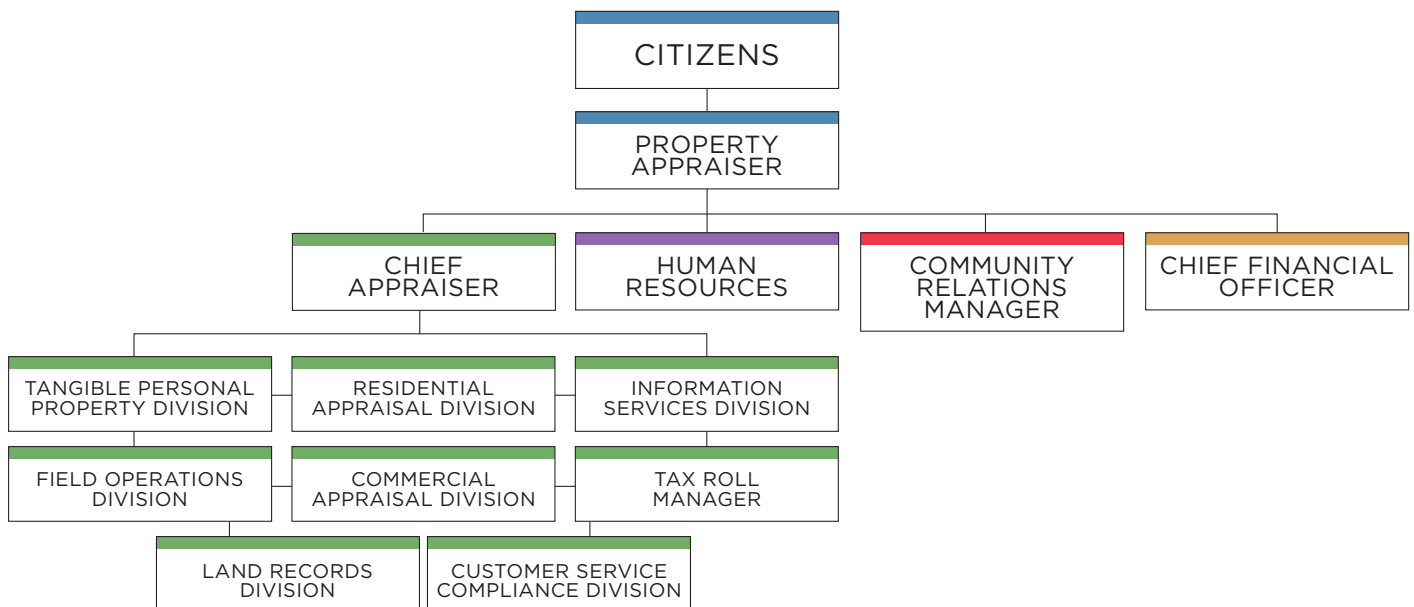 CITIZENS
PROPERTY
APPRAISER
CHIEF
APPRAISER
HUMAN
RESOURCES
COMMUNITY
RELATIONS
MANAGER
CHIEF FINANCIAL
OFFICER
TANGIBLE PERSONAL
PROPERTY DIVISION
RESIDENTIAL
APPRAISAL DIVISION
INFORMATION
SERVICES DIVISION
FIELD OPERATIONS
DIVISION
COMMERCIAL
APPRAISAL DIVISION
TAX ROLL
MANAGER
LAND RECORDS
DIVISION
CUSTOMER SERVICE
COMPLIANCE DIVISION